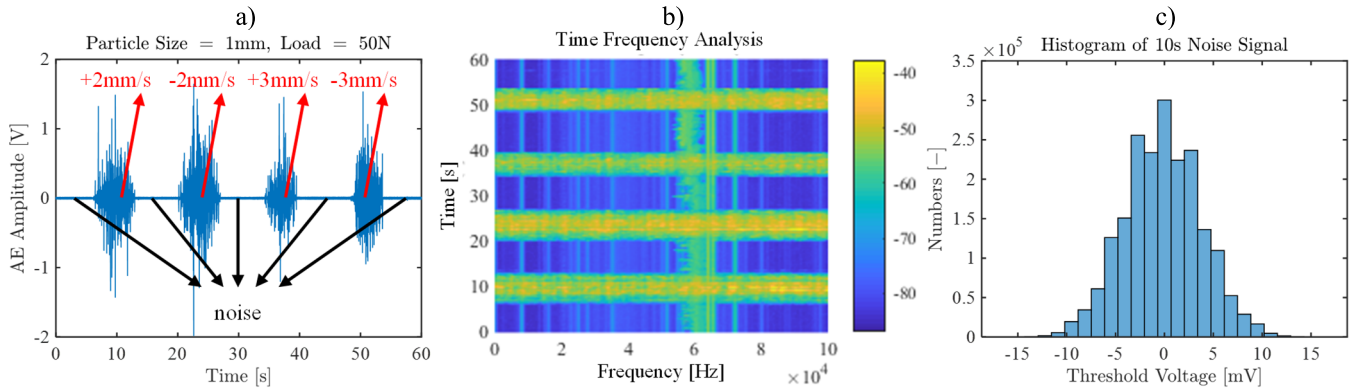 a)
Particle Size = 1mm, Load = 50N
+2mm/s -2mm/s +3mm/s -3mm/s
AE Amplitude [V]
2
1
0
-1
-2
noise
0 10 20 30 40 50 60
Time [s]
b)
Time Frequency Analysis
Time [s]
60
50
40
30
20
10
0
0 2 4 6 8 10
× 10⁴
Frequency [Hz]
-40
-50
-60
-70
-80
c)
×10⁵
Histogram of 10s Noise Signal
Numbers [-]
3.5
3
2.5
2
1.5
1
0.5
0
-15 -10 -5 0 5 10 15
Threshold Voltage [mV]